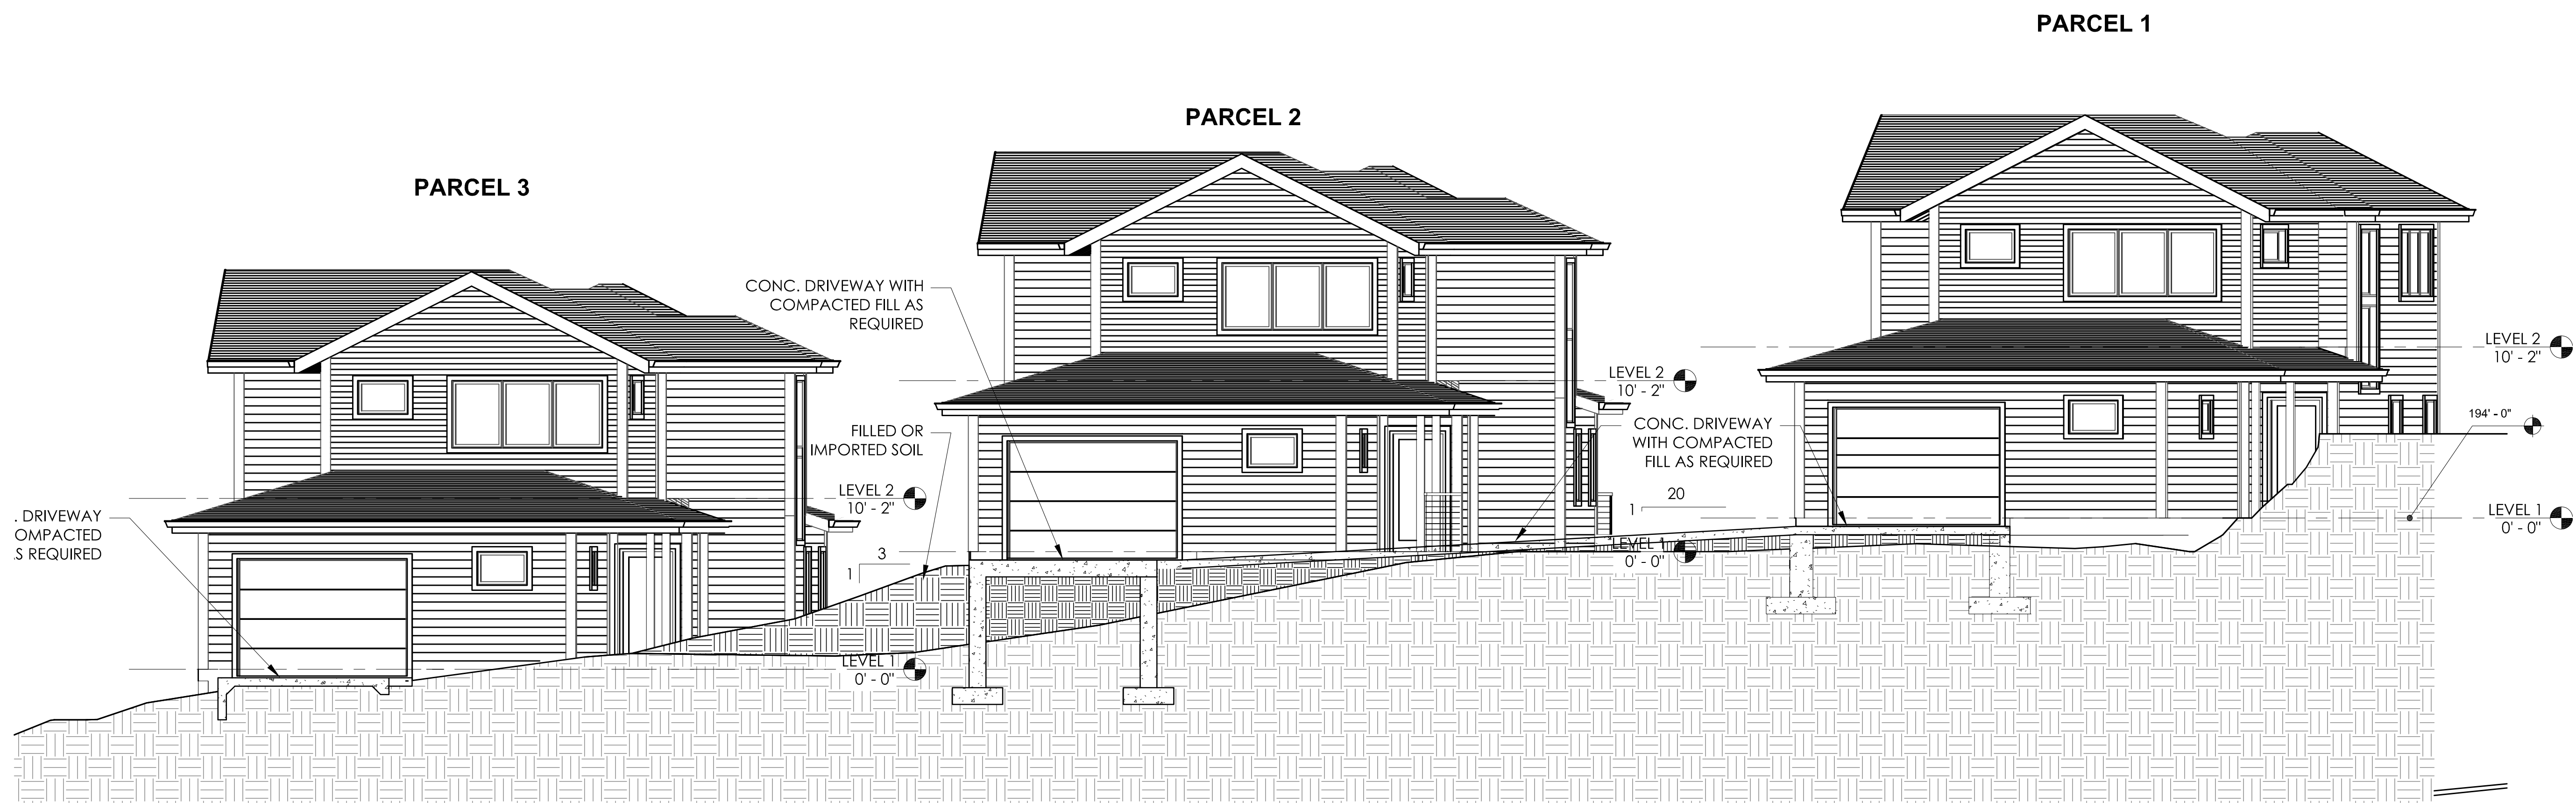 PARCEL 1
PARCEL 2
PARCEL 3
CONC. DRIVEWAY WITH
COMPACTED FILL AS
REQUIRED
FILLED OR
IMPORTED SOIL
LEVEL 2
10' - 2"
. DRIVEWAY
OMPACTED
S REQUIRED
3
1
LEVEL 1
0' - 0"
LEVEL 2
10' - 2"
CONC. DRIVEWAY
WITH COMPACTED
FILL AS REQUIRED
20
1
LEVEL 1
0' - 0"
LEVEL 2
10' - 2"
194' - 0"
LEVEL 1
0' - 0"